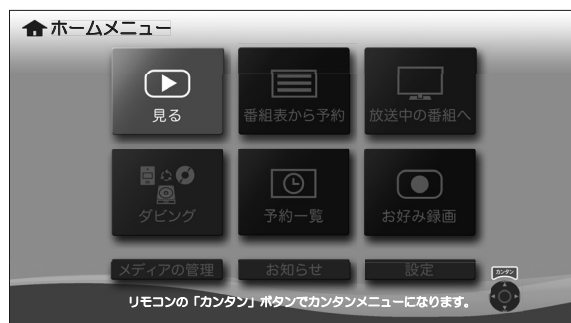 ホームメニュー
見る
番組表から予約
放送中の番組へ
ダビング
予約一覧
お好み録画
メディアの管理
お知らせ
設定
カンタン
リモコンの「カンタン」ボタンでカンタンメニューになります。